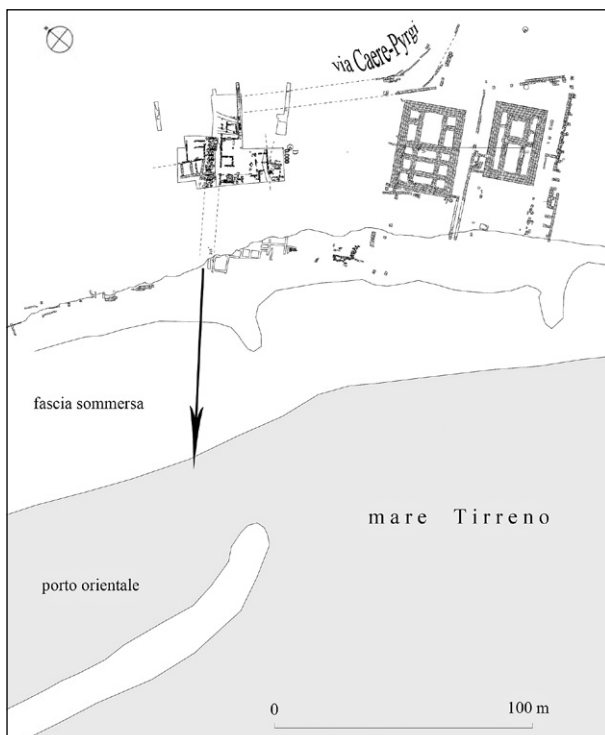 via Caere-Pyrgi
fascia sommersa
mare Tirreno
porto orientale
0 100 m